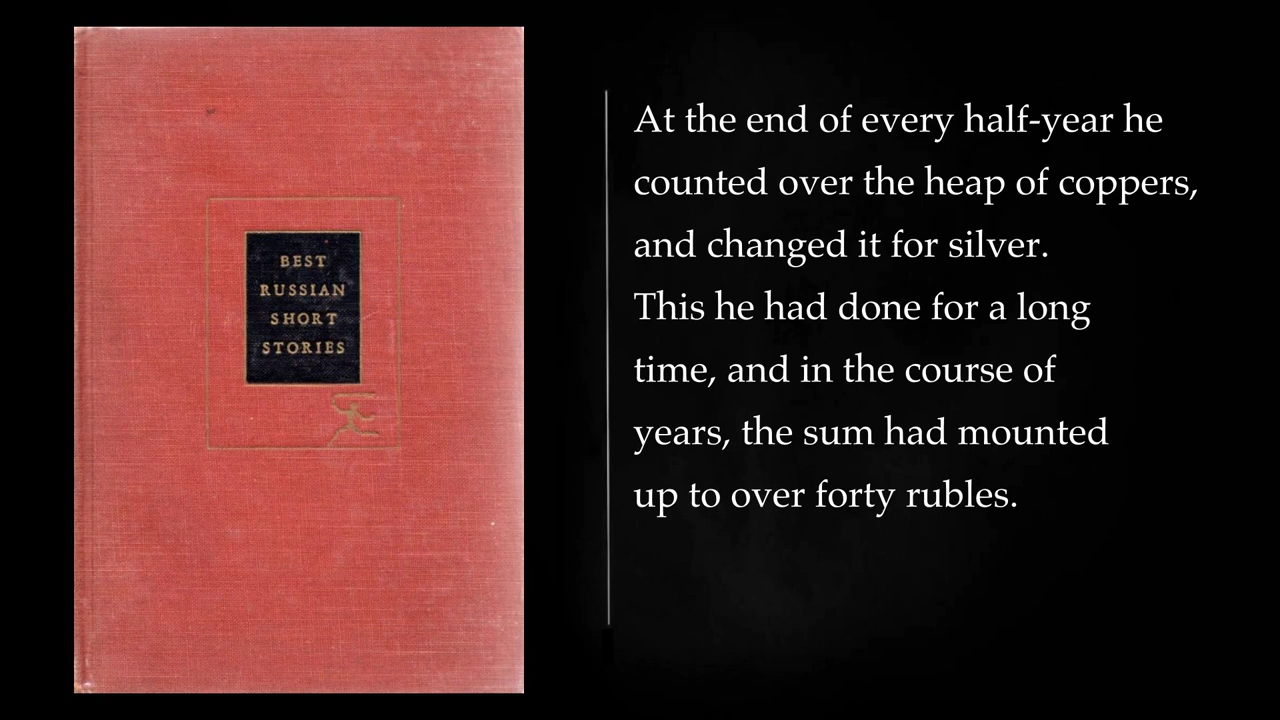 BEST
RUSSIAN
SHORT
STORIES
At the end of every half-year he
counted over the heap of coppers,
and changed it for silver.
This he had done for a long
time, and in the course of
years, the sum had mounted
up to over forty rubles.